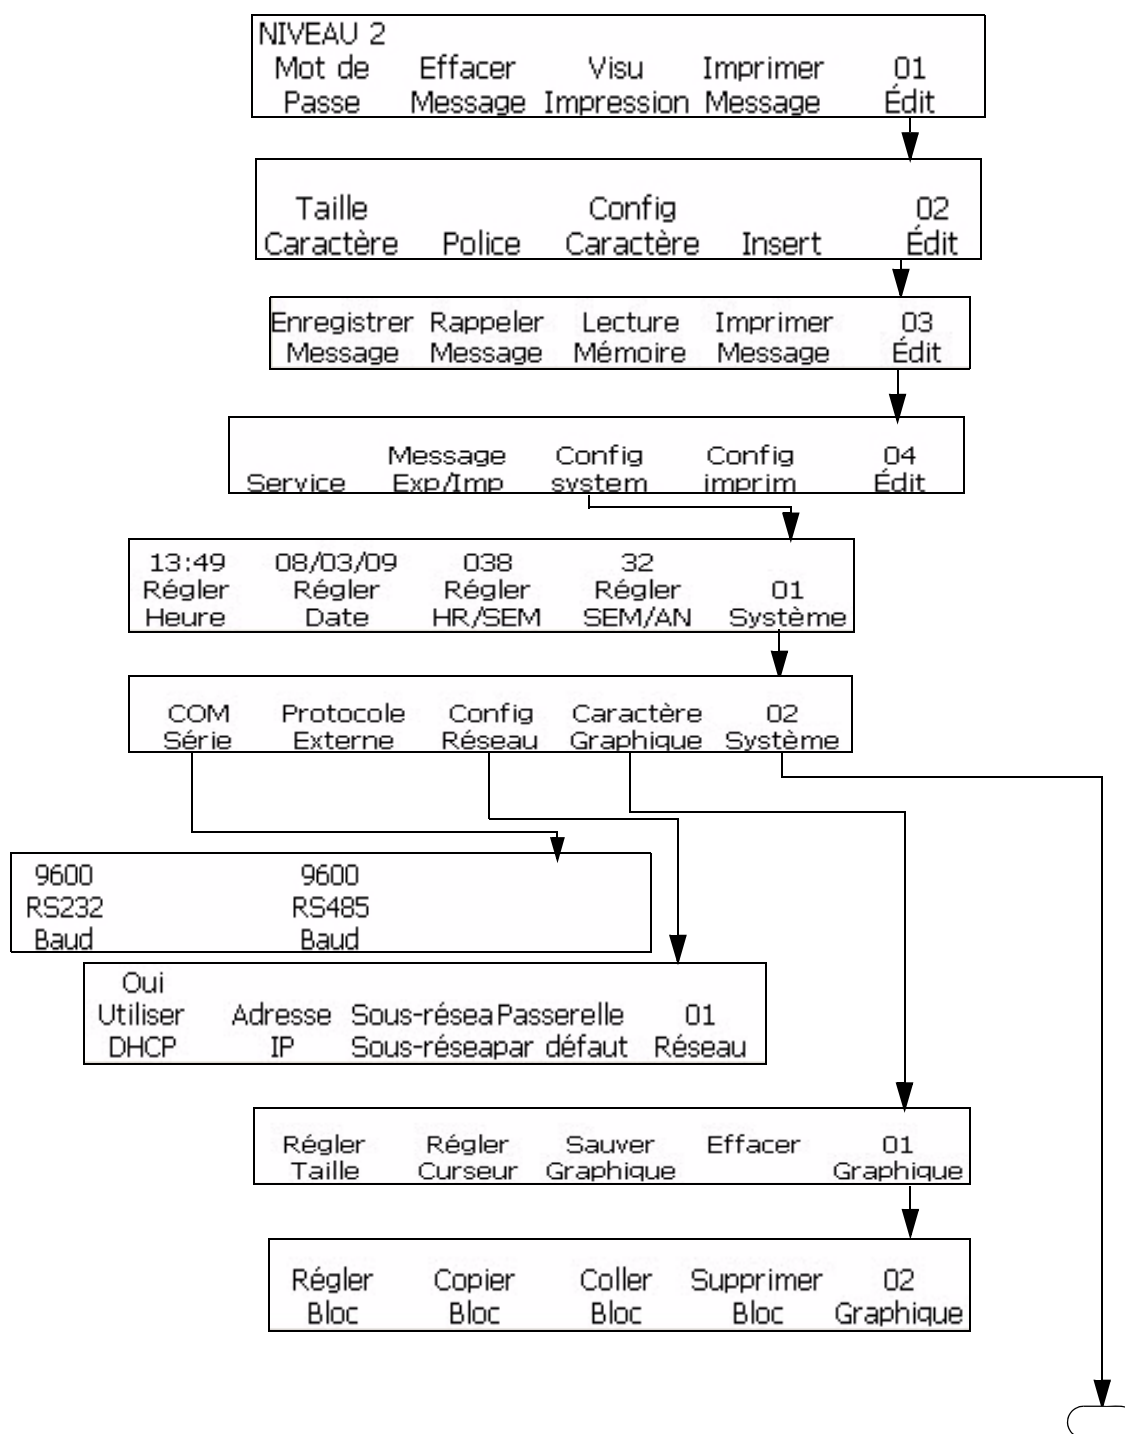 NIVEAU 2
Mot de Effacer Visu Imprimer 01
Passe Message Impression Message Édit
Taille Config 02
Caractère Police Caractère Insert Édit
Enregistrer Rappeler Lecture Imprimer 03
Message Message Mémoire Message Édit
Message Config Config 04
Service Exp/Imp system imprim Édit
13:49 08/03/09 038 32
Régler Régler Régler Régler 01
Heure Date HR/SEM SEM/AN Système
COM Protocole Config Caractère 02
Série Externe Réseau Graphique Système
9600 9600
RS232 RS485
Baud Baud
Oui
Utiliser Adresse Sous-résea Passerelle 01
DHCP IP Sous-réseapar défaut Réseau
Régler Régler Sauver Effacer 01
Taille Curseur Graphique Graphique
Régler Copier Coller Supprimer 02
Bloc Bloc Bloc Bloc Graphique